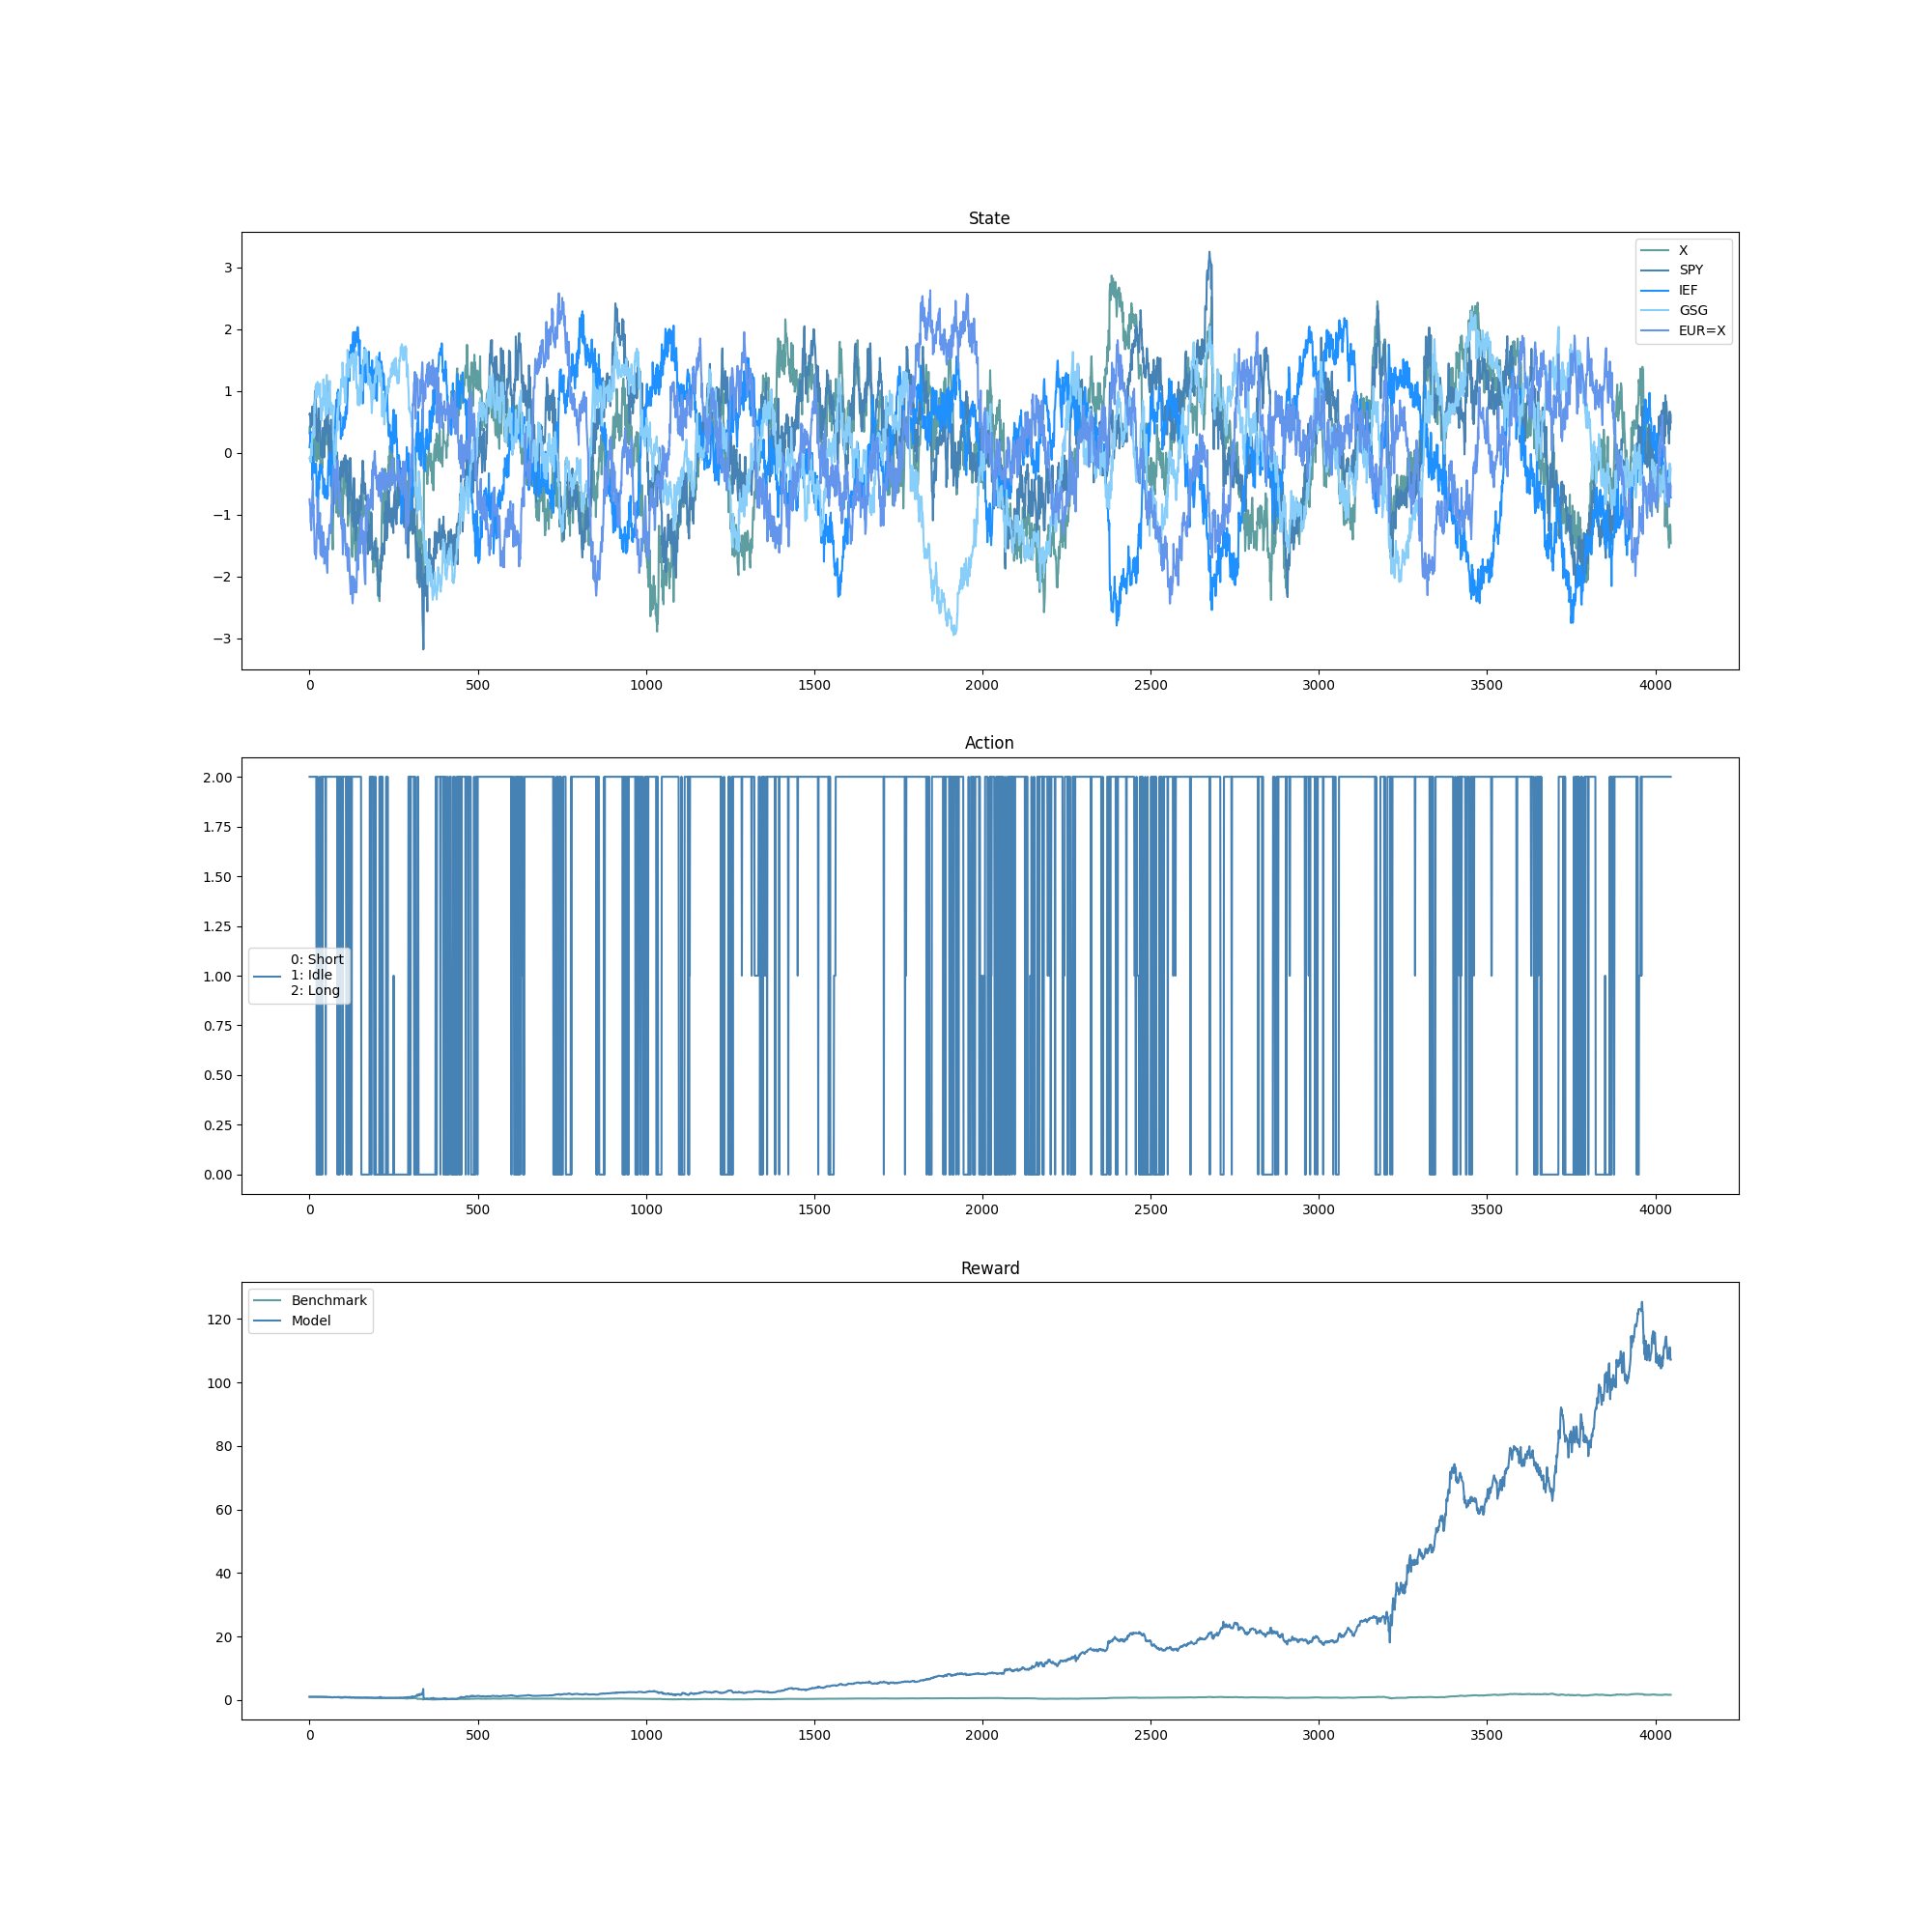 State
3
2
1
0
−1
−2
−3
X
SPY
IEF
GSG
EUR=X
0 500 1000 1500 2000 2500 3000 3500 4000
Action
2.00
1.75
1.50
1.25
1.00
0.75
0.50
0.25
0.00
0: Short
1: Idle
2: Long
0 500 1000 1500 2000 2500 3000 3500 4000
Reward
Benchmark
Model
120
100
80
60
40
20
0
0 500 1000 1500 2000 2500 3000 3500 4000